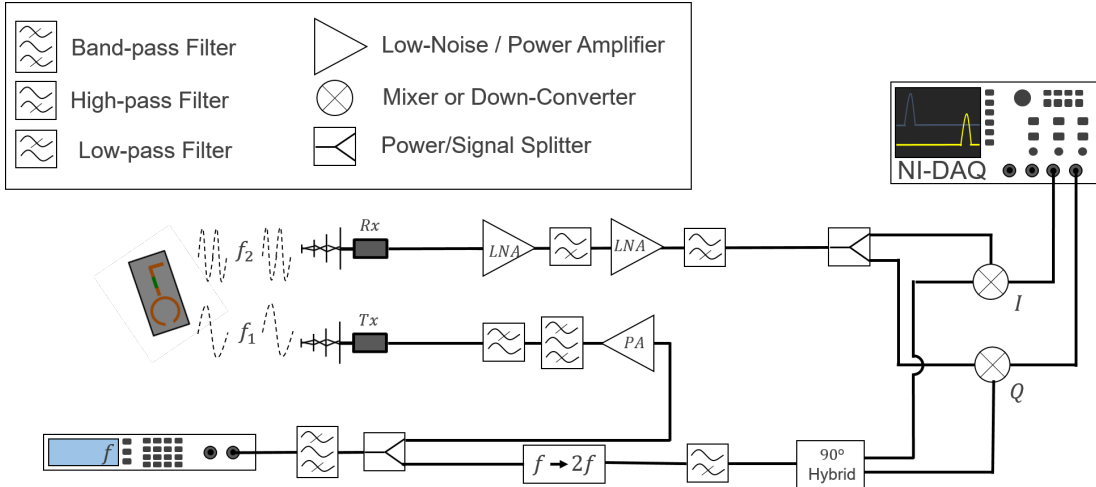 Band-pass Filter
High-pass Filter
Low-pass Filter
Low-Noise / Power Amplifier
Mixer or Down-Converter
Power/Signal Splitter
NI-DAQ
f2
Rx
LNA
LNA
I
f1
Tx
PA
Q
f
f → 2f
90°
Hybrid